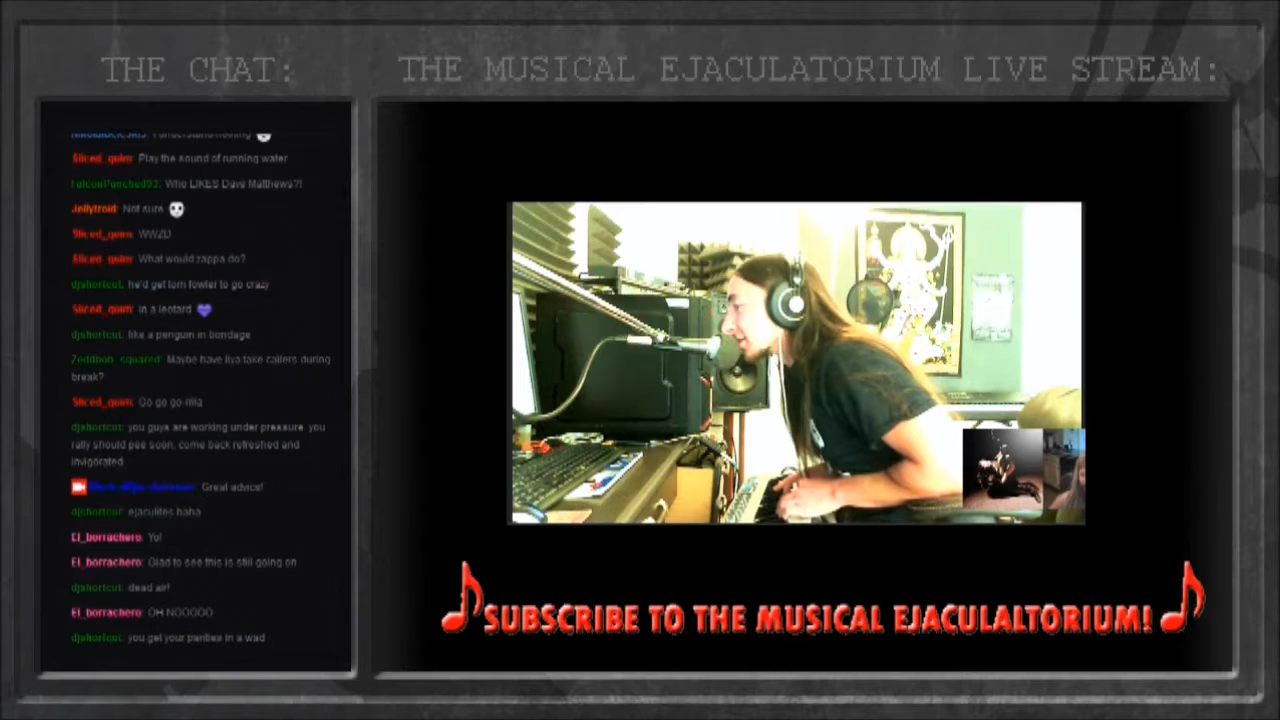 THE CHAT:
THE MUSICAL EJACULATORIUM LIVE STREAM:
Sliced_quim: Play the sound of running water
FalconPunched93: Who LIKES Dave Matthews?!
Jellytroid: Not sure
Sliced_quim: WWZD
Sliced_quim: What would zappa do?
djshortcut: he'd get tom fowler to go crazy
Sliced_quim: In a leotard
djshortcut: like a penguin in bondage
Zeddbob_squared: Maybe have liya take callers during
break?
Sliced_quim: Go go go-rilla
djshortcut: you guys are working under pressure you
rally should pee soon, come back refreshed and
invigorated
Great advice!
djshortcut: ejaculites haha
El_borrachero: Yo!
El_borrachero: Glad to see this is still going on
djshortcut: dead air!
El_borrachero: OH NOOOOO
djshortcut: you get your panties in a wad
SUBSCRIBE TO THE MUSICAL EJACULALTORIUM!